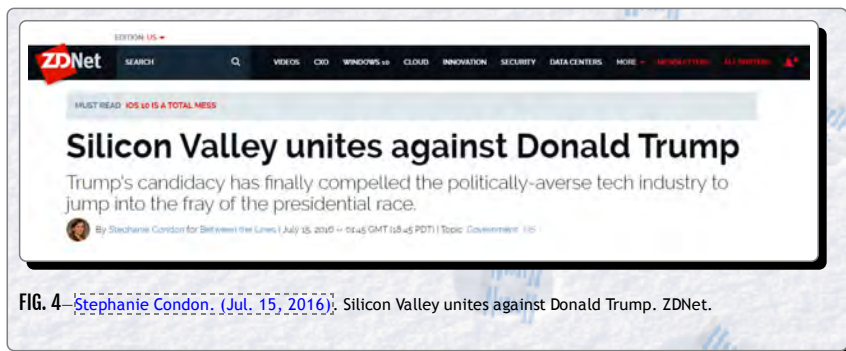 EDITION: US
ZDNet SEARCH VIDEOS CXO WINDOWS 10 CLOUD INNOVATION SECURITY DATA CENTERS MORE NEWSLETTERS ALL WRITERS
MUST READ IOS 10 IS A TOTAL MESS
Silicon Valley unites against Donald Trump
Trump's candidacy has finally compelled the politically-averse tech industry to
jump into the fray of the presidential race.
By Stephanie Condon for Between the Lines | July 15, 2016 -- 01:45 GMT (18:45 PDT) | Topic: Government : US
FIG. 4—Stephanie Condon. (Jul. 15, 2016). Silicon Valley unites against Donald Trump. ZDNet.